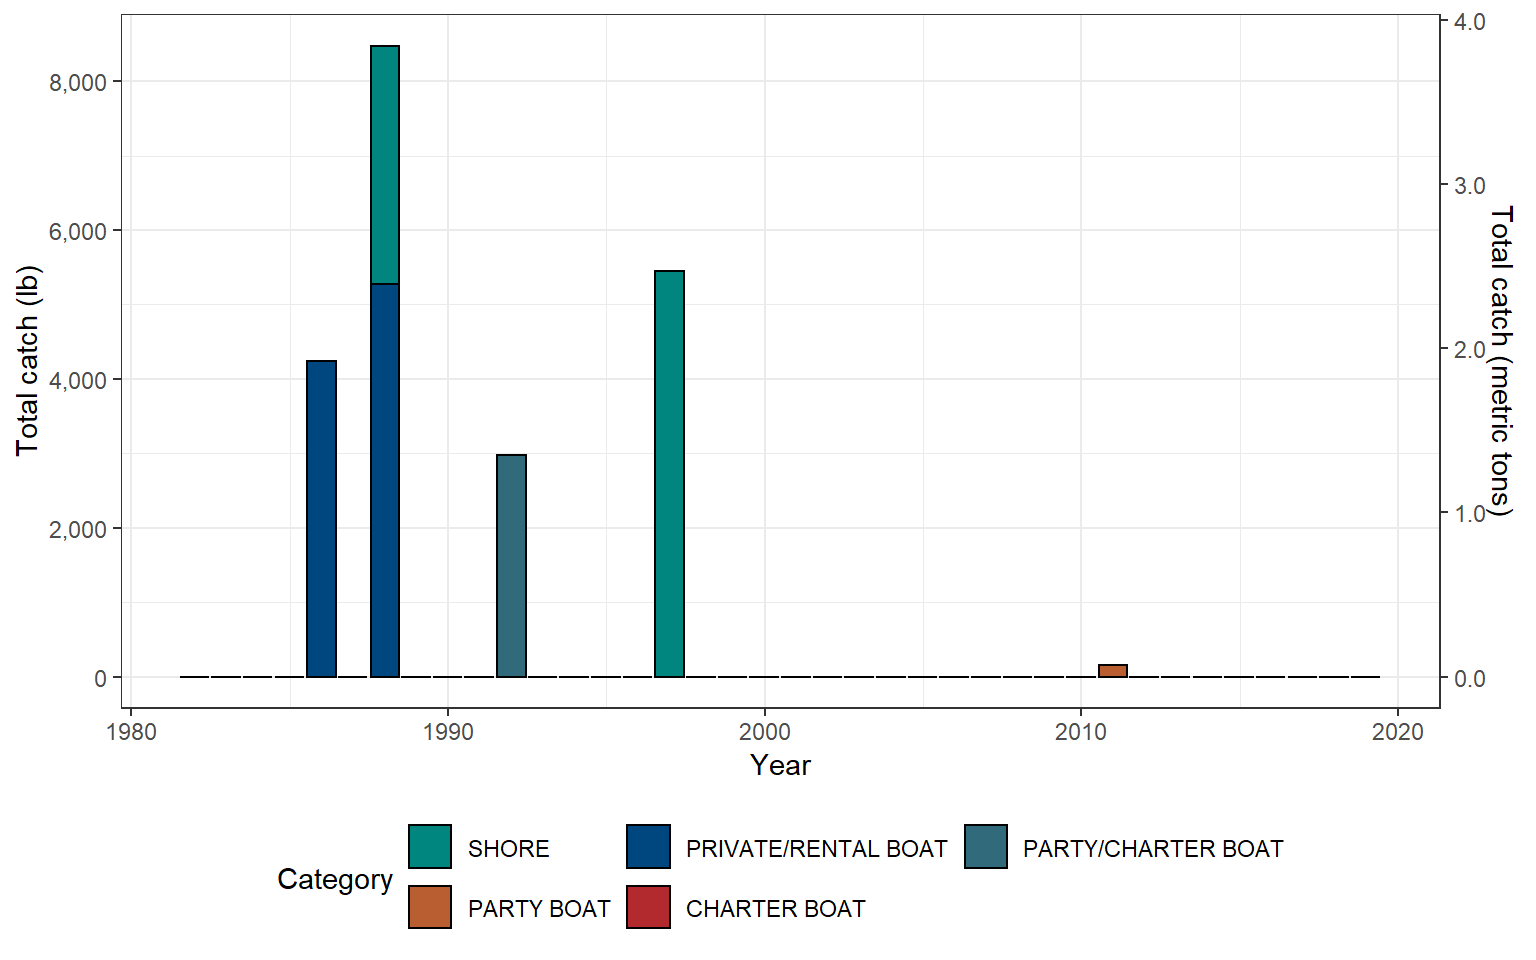 Total catch (lb)
8,000
6,000
4,000
2,000
0
4.0
3.0
2.0
1.0
0.0
Total catch (metric tons)
1980 1990 2000 2010 2020
Year
Category
SHORE PRIVATE/RENTAL BOAT PARTY/CHARTER BOAT
PARTY BOAT CHARTER BOAT